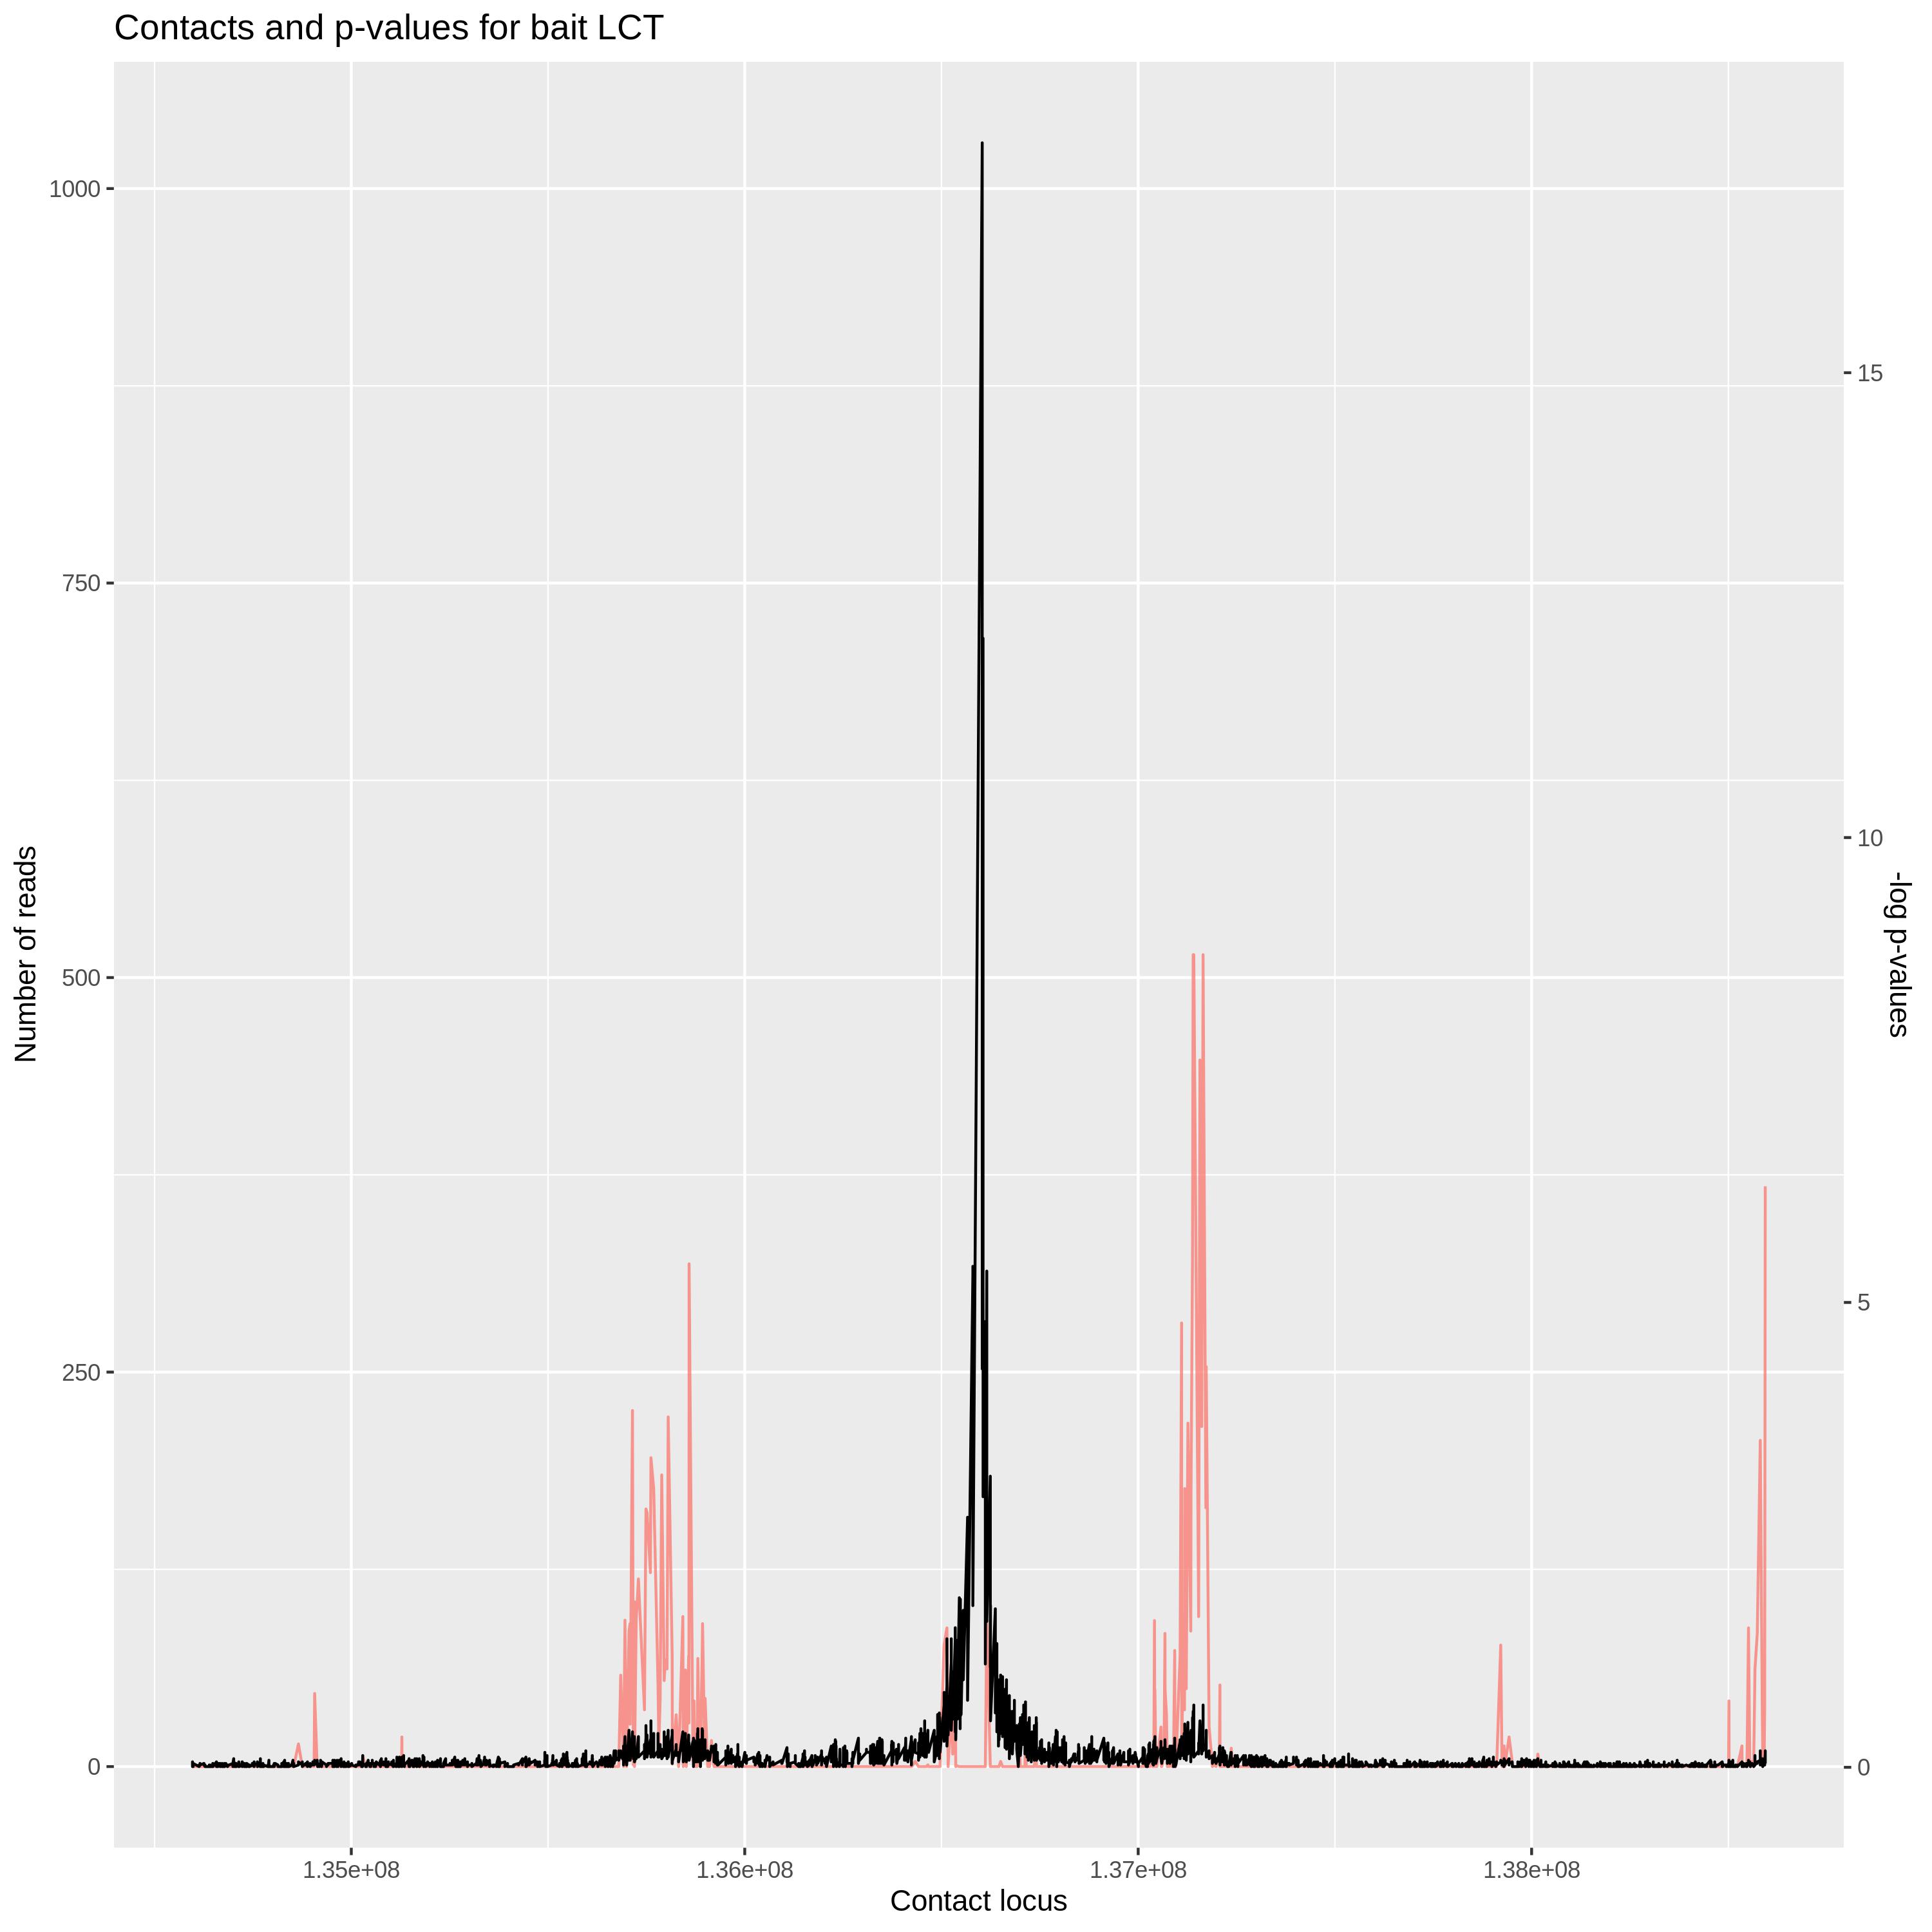 Contacts and p-values for bait LCT
1000
750
500
250
0
Number of reads
15
10
5
0
-log p-values
1.35e+08
1.36e+08
1.37e+08
1.38e+08
Contact locus